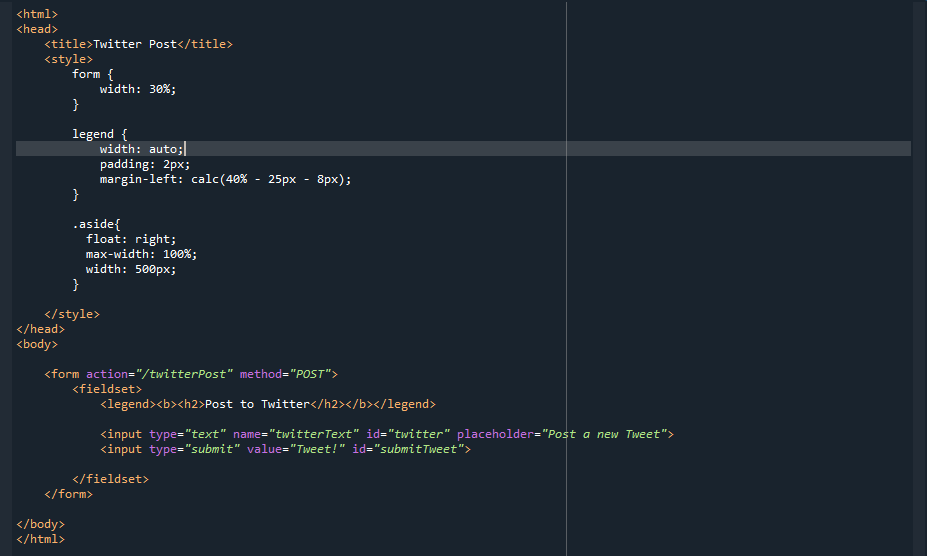 <html>
<head>
    <title>Twitter Post</title>
    <style>
        form {
            width: 30%;
        }

        legend {
            width: auto;
            padding: 2px;
            margin-left: calc(40% - 25px - 8px);
        }

        .aside{
          float: right;
          max-width: 100%;
          width: 500px;
        }

    </style>
</head>
<body>

    <form action="/twitterPost" method="POST">
        <fieldset>
            <legend><b><h2>Post to Twitter</h2></b></legend>

            <input type="text" name="twitterText" id="twitter" placeholder="Post a new Tweet">
            <input type="submit" value="Tweet!" id="submitTweet">

        </fieldset>
    </form>

</body>
</html>